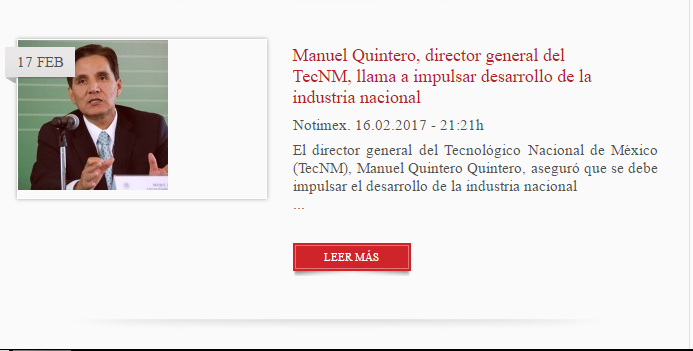 17 FEB
Manuel Quintero, director general del
TecNM, llama a impulsar desarrollo de la
industria nacional
Notimex. 16.02.2017 - 21:21h
El director general del Tecnológico Nacional de México
(TecNM), Manuel Quintero Quintero, aseguró que se debe
impulsar el desarrollo de la industria nacional
...
LEER MÁS